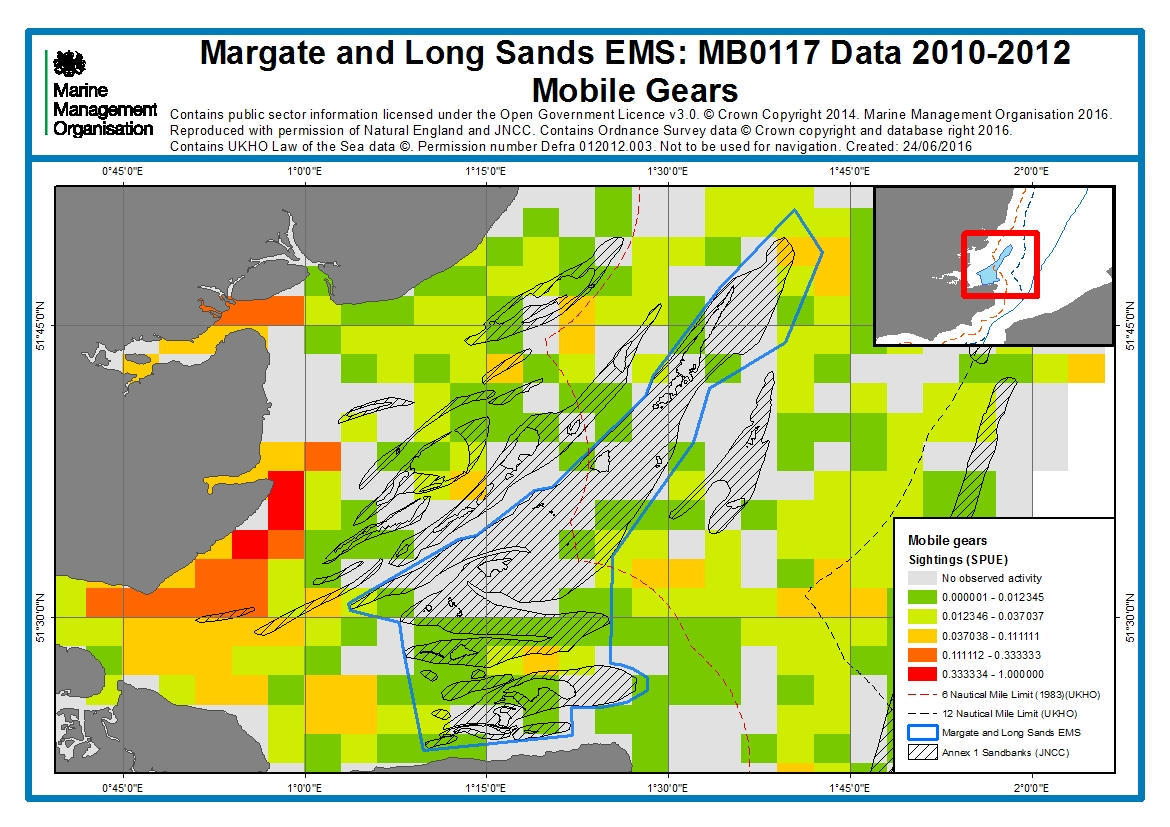 Margate and Long Sands EMS: MB0117 Data 2010-2012
Mobile Gears
Marine
Management
Organisation
Contains public sector information licensed under the Open Government Licence v3.0. © Crown Copyright 2014. Marine Management Organisation 2016.
Reproduced with permission of Natural England and JNCC. Contains Ordnance Survey data © Crown copyright and database right 2016.
Contains UKHO Law of the Sea data ©. Permission number Defra 012012.003. Not to be used for navigation. Created: 24/06/2016
0°45'0"E 1°0'0"E 1°15'0"E 1°30'0"E 1°45'0"E 2°0'0"E
51°45'0"N 51°45'0"N
51°30'0"N 51°30'0"N
Mobile gears
Sightings (SPUE)
No observed activity
0.000001 - 0.012345
0.012346 - 0.037037
0.037038 - 0.111111
0.111112 - 0.333333
0.333334 - 1.000000
6 Nautical Mile Limit (1983)(UKHO)
12 Nautical Mile Limit (UKHO)
Margate and Long Sands EMS
Annex 1 Sandbanks (JNCC)
0°45'0"E 1°0'0"E 1°15'0"E 1°30'0"E 1°45'0"E 2°0'0"E